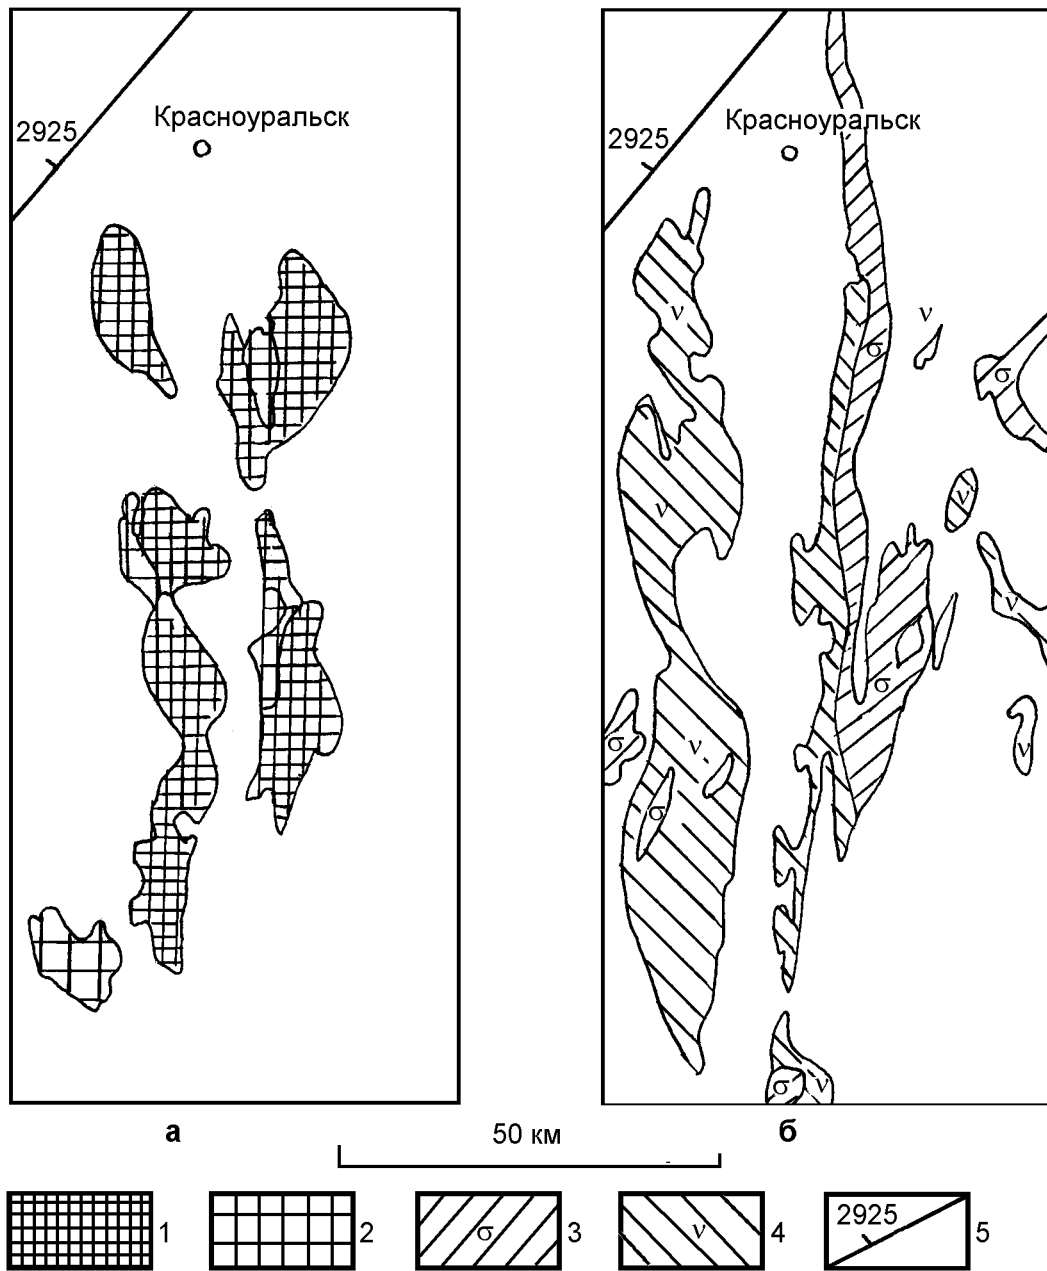 Красноуральск
2925
Красноуральск
2925
ν
ν
σ
σ
ν
ν
ν
σ
ν
σ
ν
σ
ν
σ ν
а
б
50 км
1
2
σ 3
ν 4
2925 5